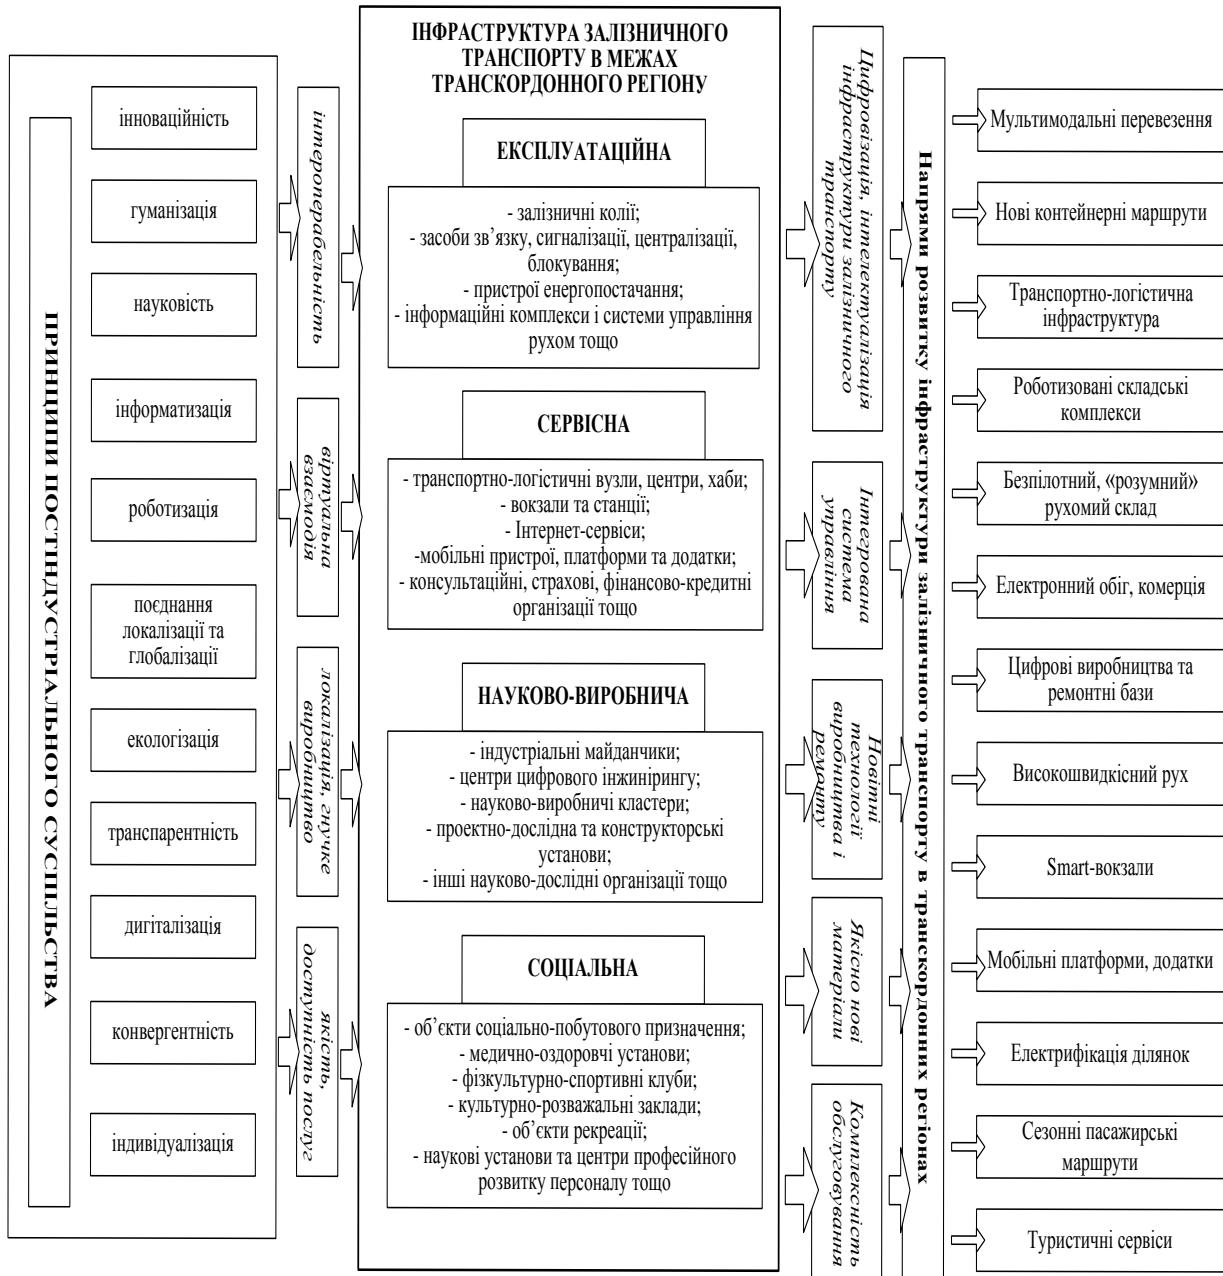 ПРИНЦИПИ ПОСТІНДУСТРІАЛЬНОГО СУСПІЛЬСТВА
інноваційність
гуманізація
науковість
інформатизація
роботизація
поєднання
локалізації та
глобалізації
екологізація
транспарентність
дигіталізація
конвергентність
індивідуалізація
інтероперабельність
віртуальна
взаємодія
локалізація, гнучке
виробництво
якість,
доступність послуг
ІНФРАСТРУКТУРА ЗАЛІЗНИЧНОГО
ТРАНСПОРТУ В МЕЖАХ
ТРАНСКОРДОННОГО РЕГІОНУ
ЕКСПЛУАТАЦІЙНА
- залізничні колії;
- засоби зв’язку, сигналізації, централізації,
блокування;
- пристрої енергопостачання;
- інформаційні комплекси і системи управління
рухом тощо
СЕРВІСНА
- транспортно-логістичні вузли, центри, хаби;
- вокзали та станції;
- Інтернет-сервіси;
-мобільні пристрої, платформи та додатки;
- консультаційні, страхові, фінансово-кредитні
організації тощо
НАУКОВО-ВИРОБНИЧА
- індустріальні майданчики;
- центри цифрового інжинірингу;
- науково-виробничі кластери;
- проектно-дослідна та конструкторські
установи;
- інші науково-дослідні організації тощо
СОЦІАЛЬНА
- об’єкти соціально-побутового призначення;
- медично-оздоровчі установи;
- фізкультурно-спортивні клуби;
- культурно-розважальні заклади;
- об’єкти рекреації;
- наукові установи та центри професійного
розвитку персоналу тощо
Цифровізація, інтелектуалізація
інфраструктури залізничного
транспорту
Інтегрована
система
управління
Новітні
технології
виробництва і
ремонту
Якісно нові
матеріали
Комплексність
обслуговування
Напрями розвитку інфраструктури залізничного транспорту в транскордонних регіонах
Мультимодальні перевезення
Нові контейнерні маршрути
Транспортно-логістична
інфраструктура
Роботизовані складські
комплекси
Безпілотний, «розумний»
рухомий склад
Електронний обіг, комерція
Цифрові виробництва та
ремонтні бази
Високошвидкісний рух
Smart-вокзали
Мобільні платформи, додатки
Електрифікація ділянок
Сезонні пасажирські
маршрути
Туристичні сервіси